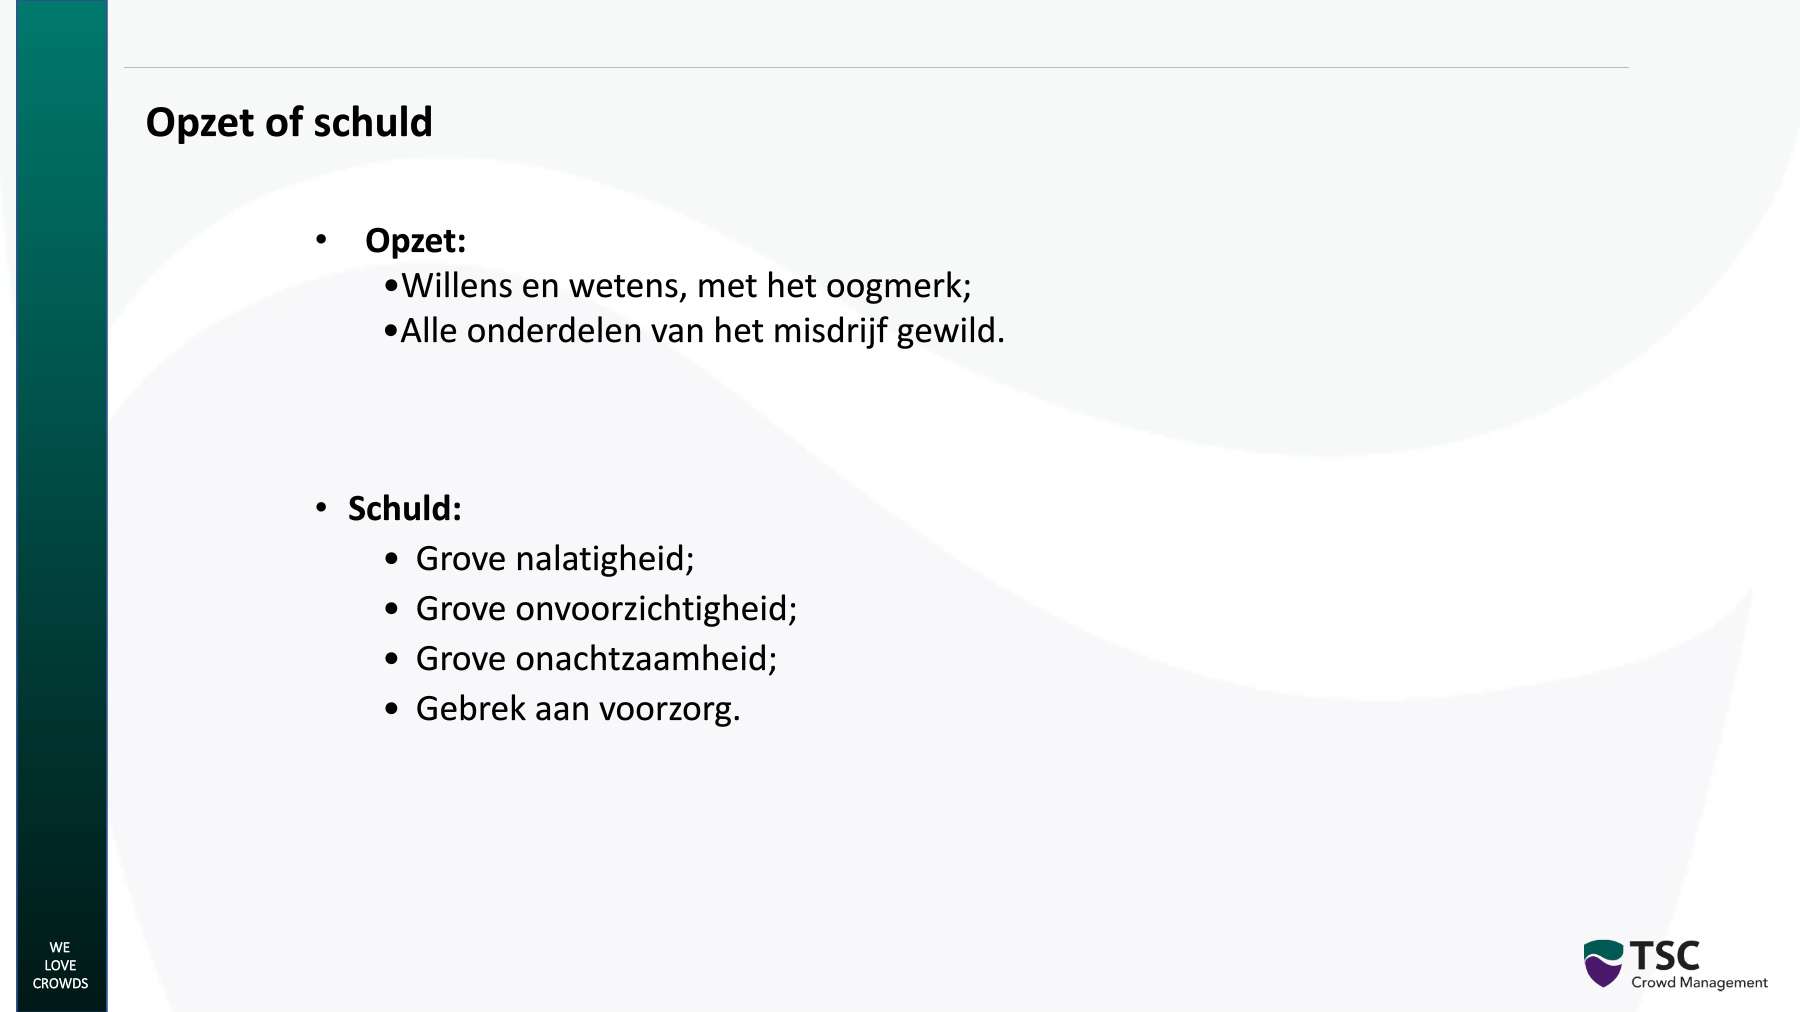 Opzet of schuld
• Opzet:
•Willens en wetens, met het oogmerk;
•Alle onderdelen van het misdrijf gewild.
• Schuld:
• Grove nalatigheid;
• Grove onvoorzichtigheid;
• Grove onachtzaamheid;
• Gebrek aan voorzorg.
WE
LOVE
CROWDS
TSC
Crowd Management